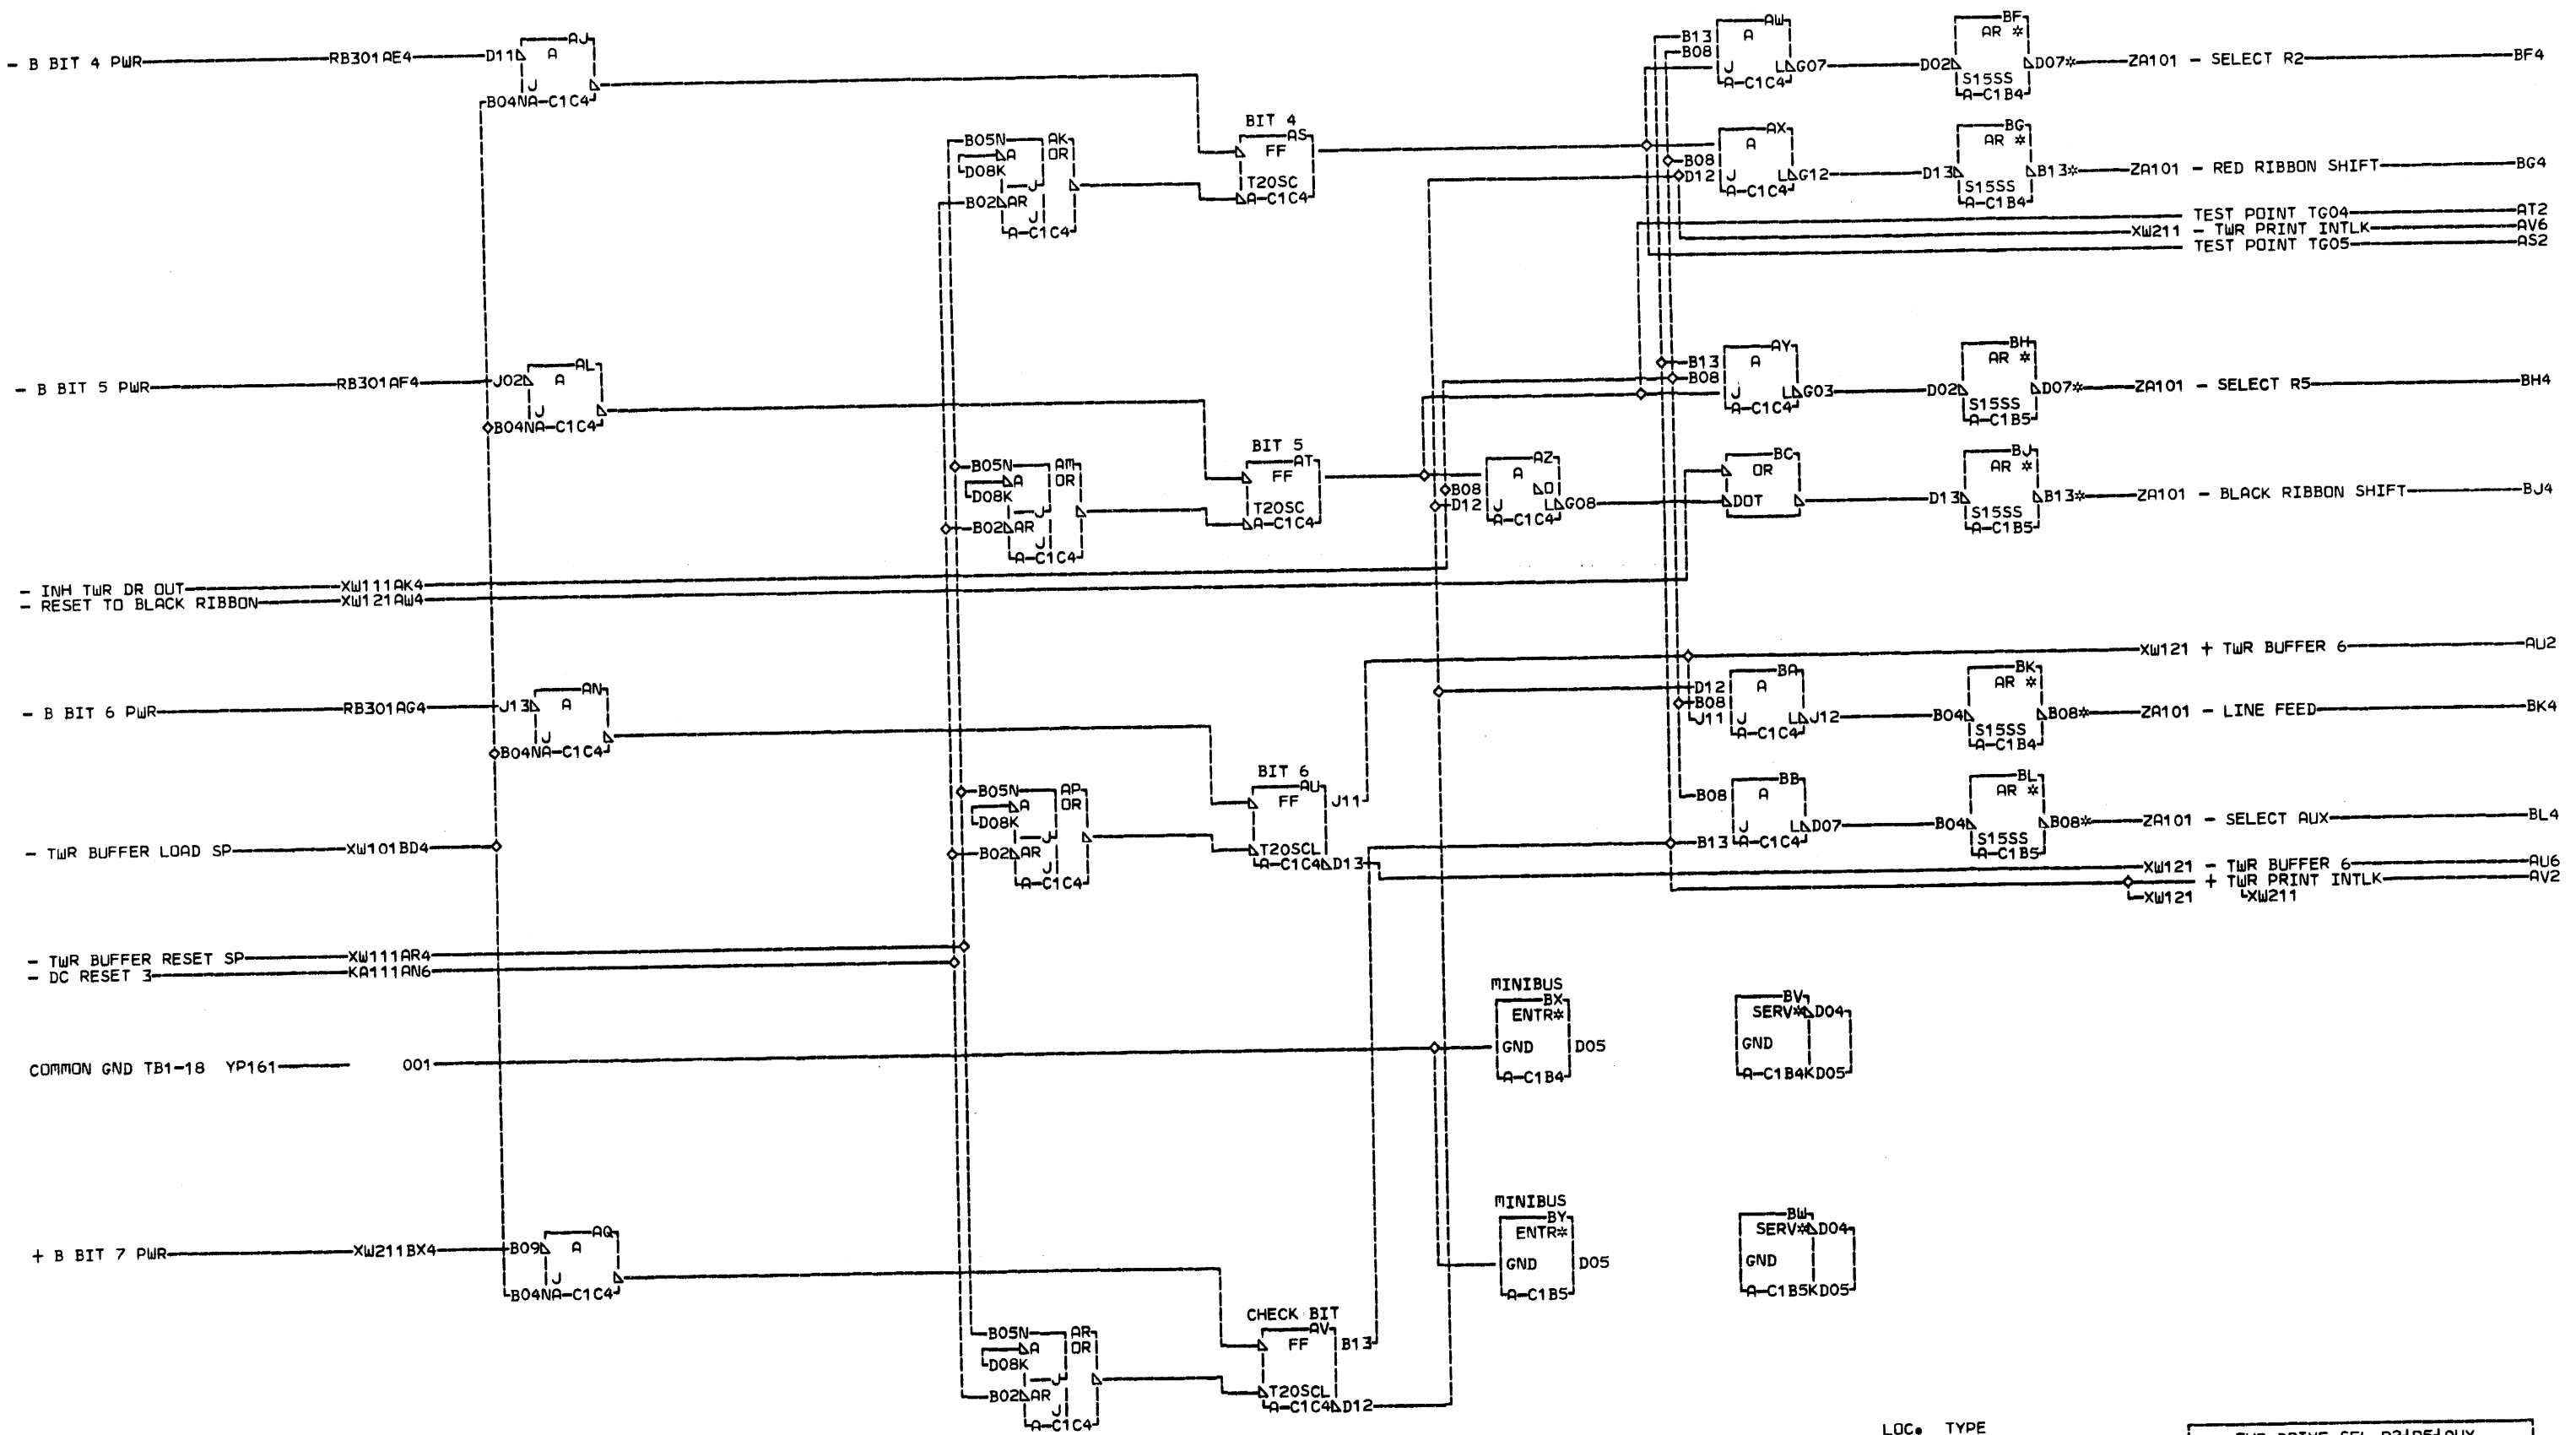 - B BIT 4 PWR RB301AE4 D11 A AJ
J
B04NA-C1C4
B13 B08 A AW
J L G07
A-C1C4
D02 AR * BF
S15SS
A-C1B4
D07* ZA101 - SELECT R2 BF4
B05N AK
A OR
D08K
J
B02 AR
J
A-C1C4
BIT 4
AS
FF
T20SC
A-C1C4
AX
A
B08
D12 J L G12
A-C1C4
D13 BG
AR *
S15SS
A-C1B4
B13* ZA101 - RED RIBBON SHIFT BG4
TEST POINT TG04 AT2
XW211 - TWR PRINT INTLK AV6
TEST POINT TG05 AS2
- B BIT 5 PWR RB301AF4 J02 A AL
J
B04NA-C1C4
B13 AY
B08 A
J L G03
A-C1C4
D02 BH
AR *
S15SS
A-C1B5
D07* ZA101 - SELECT R5 BH4
B05N AM
A OR
D08K
J
B02 AR
J
A-C1C4
BIT 5
AT
FF
T20SC
A-C1C4
AZ
A
B08 O
D12 J L G08
A-C1C4
BC
OR
DOT
D13 BJ
AR *
S15SS
A-C1B5
B13* ZA101 - BLACK RIBBON SHIFT BJ4
- INH TWR DR OUT XW111AK4
- RESET TO BLACK RIBBON XW121AW4
XW121 + TWR BUFFER 6 AU2
- B BIT 6 PWR RB301AG4 J13 A AN
J
B04NA-C1C4
D12 BA
B08 A
J11 J L J12
A-C1C4
B04 BK
AR *
S15SS
A-C1B4
B08* ZA101 - LINE FEED BK4
B05N AP
A OR
D08K
J
B02 AR
J
A-C1C4
BIT 6
AU
FF J11
T20SCL
A-C1C4 D13
BB
B08 A
B13 J L D07
A-C1C4
B04 BL
AR *
S15SS
A-C1B5
B08* ZA101 - SELECT AUX BL4
- TWR BUFFER LOAD SP XW101BD4
XW121 - TWR BUFFER 6 AU6
+ TWR PRINT INTLK AV2
XW121 XW211
- TWR BUFFER RESET SP XW111AR4
- DC RESET 3 KA111AN6
MINIBUS
BX
ENTR*
GND D05
A-C1B4
BV
SERV* D04
GND
A-C1B4KD05
COMMON GND TB1-18 YP161 001
MINIBUS
BY
ENTR*
GND D05
A-C1B5
BW
SERV* D04
GND
A-C1B5KD05
+ B BIT 7 PWR XW211BX4 B09 A AQ
J
B04NA-C1C4
B05N AR
A OR
D08K
J
B02 AR
J
A-C1C4
CHECK BIT
AV
FF B13
T20SCL
A-C1C4 D12
LOC. TYPE